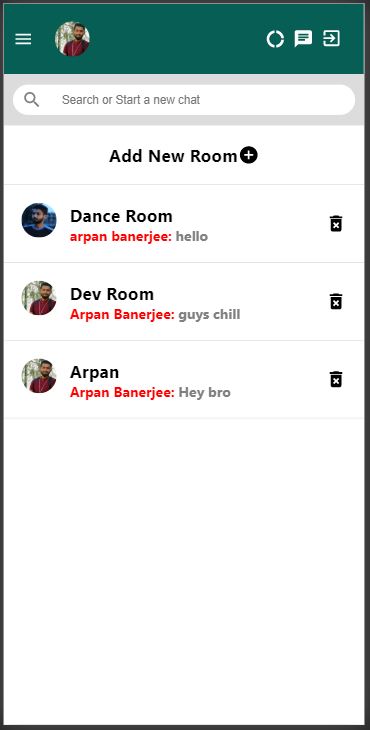 Search or Start a new chat
Add New Room
Dance Room
arpan banerjee: hello
Dev Room
Arpan Banerjee: guys chill
Arpan
Arpan Banerjee: Hey bro